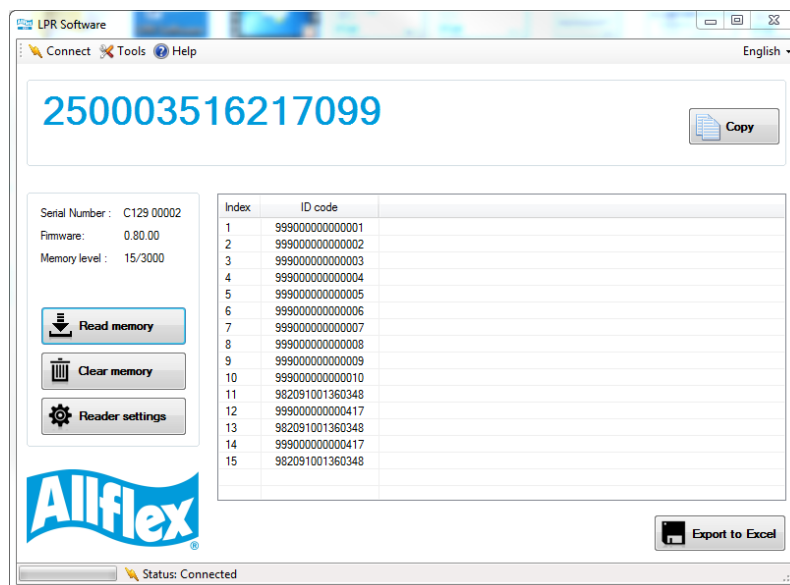 LPR Software
Connect Tools Help English
250003516217099
Copy
Serial Number : C129 00002
Firmware: 0.80.00
Memory level : 15/3000
Read memory
Clear memory
Reader settings
Index ID code
1 999000000000001
2 999000000000002
3 999000000000003
4 999000000000004
5 999000000000005
6 999000000000006
7 999000000000007
8 999000000000008
9 999000000000009
10 999000000000010
11 982091001360348
12 999000000000417
13 982091001360348
14 999000000000417
15 982091001360348
Allflex ®
Export to Excel
Status: Connected